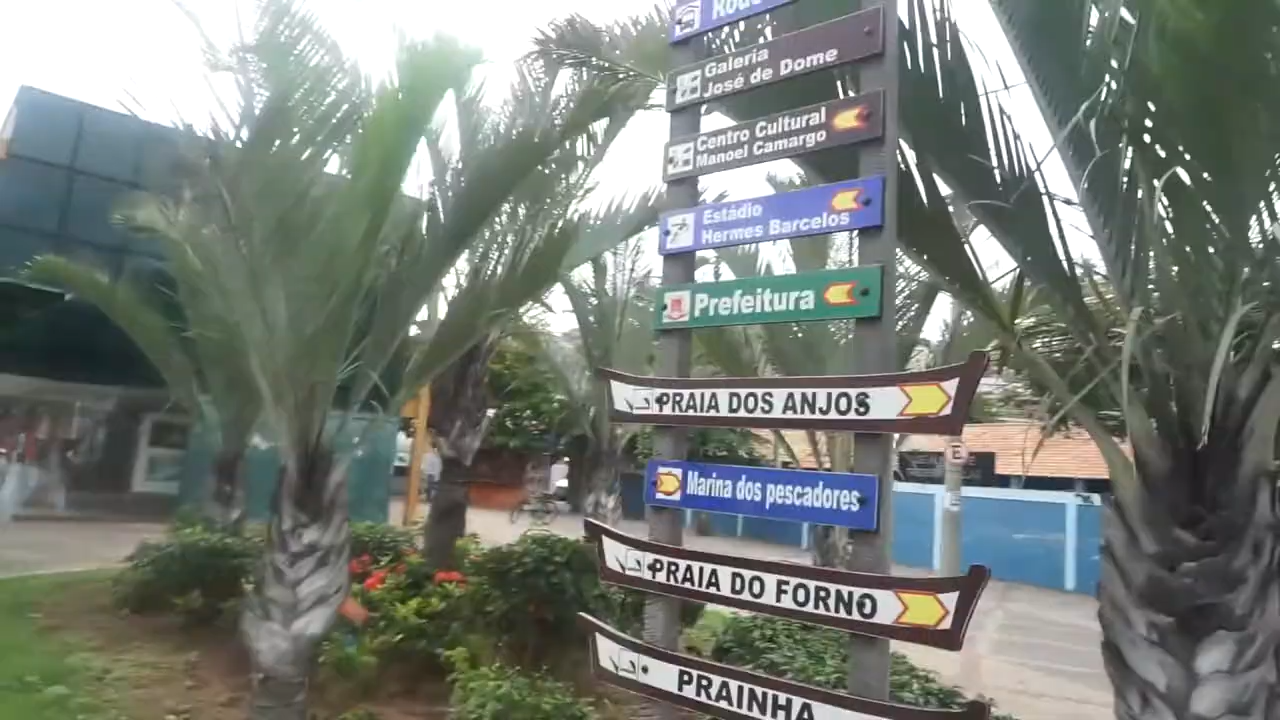 Galeria
José de Dome
Centro Cultural
Manoel Camargo
Estádio
Hermes Barcelos
Prefeitura
PRAIA DOS ANJOS
E
Marina dos pescadores
PRAIA DO FORNO
PRAINHA